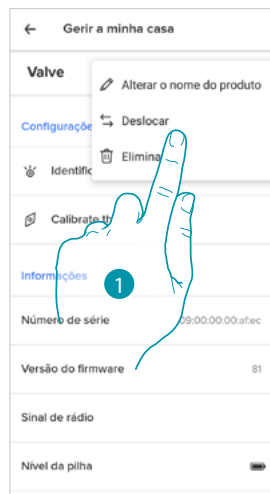 ← Gerir a minha casa
Valve
Alterar o nome do produto
Deslocar
Configuraçõe
Elimina
Identific
Calibrate th
1
Informações
Número de série 09:00:00:00:af:ec
Versão do firmware 81
Sinal de rádio
Nível da pilha